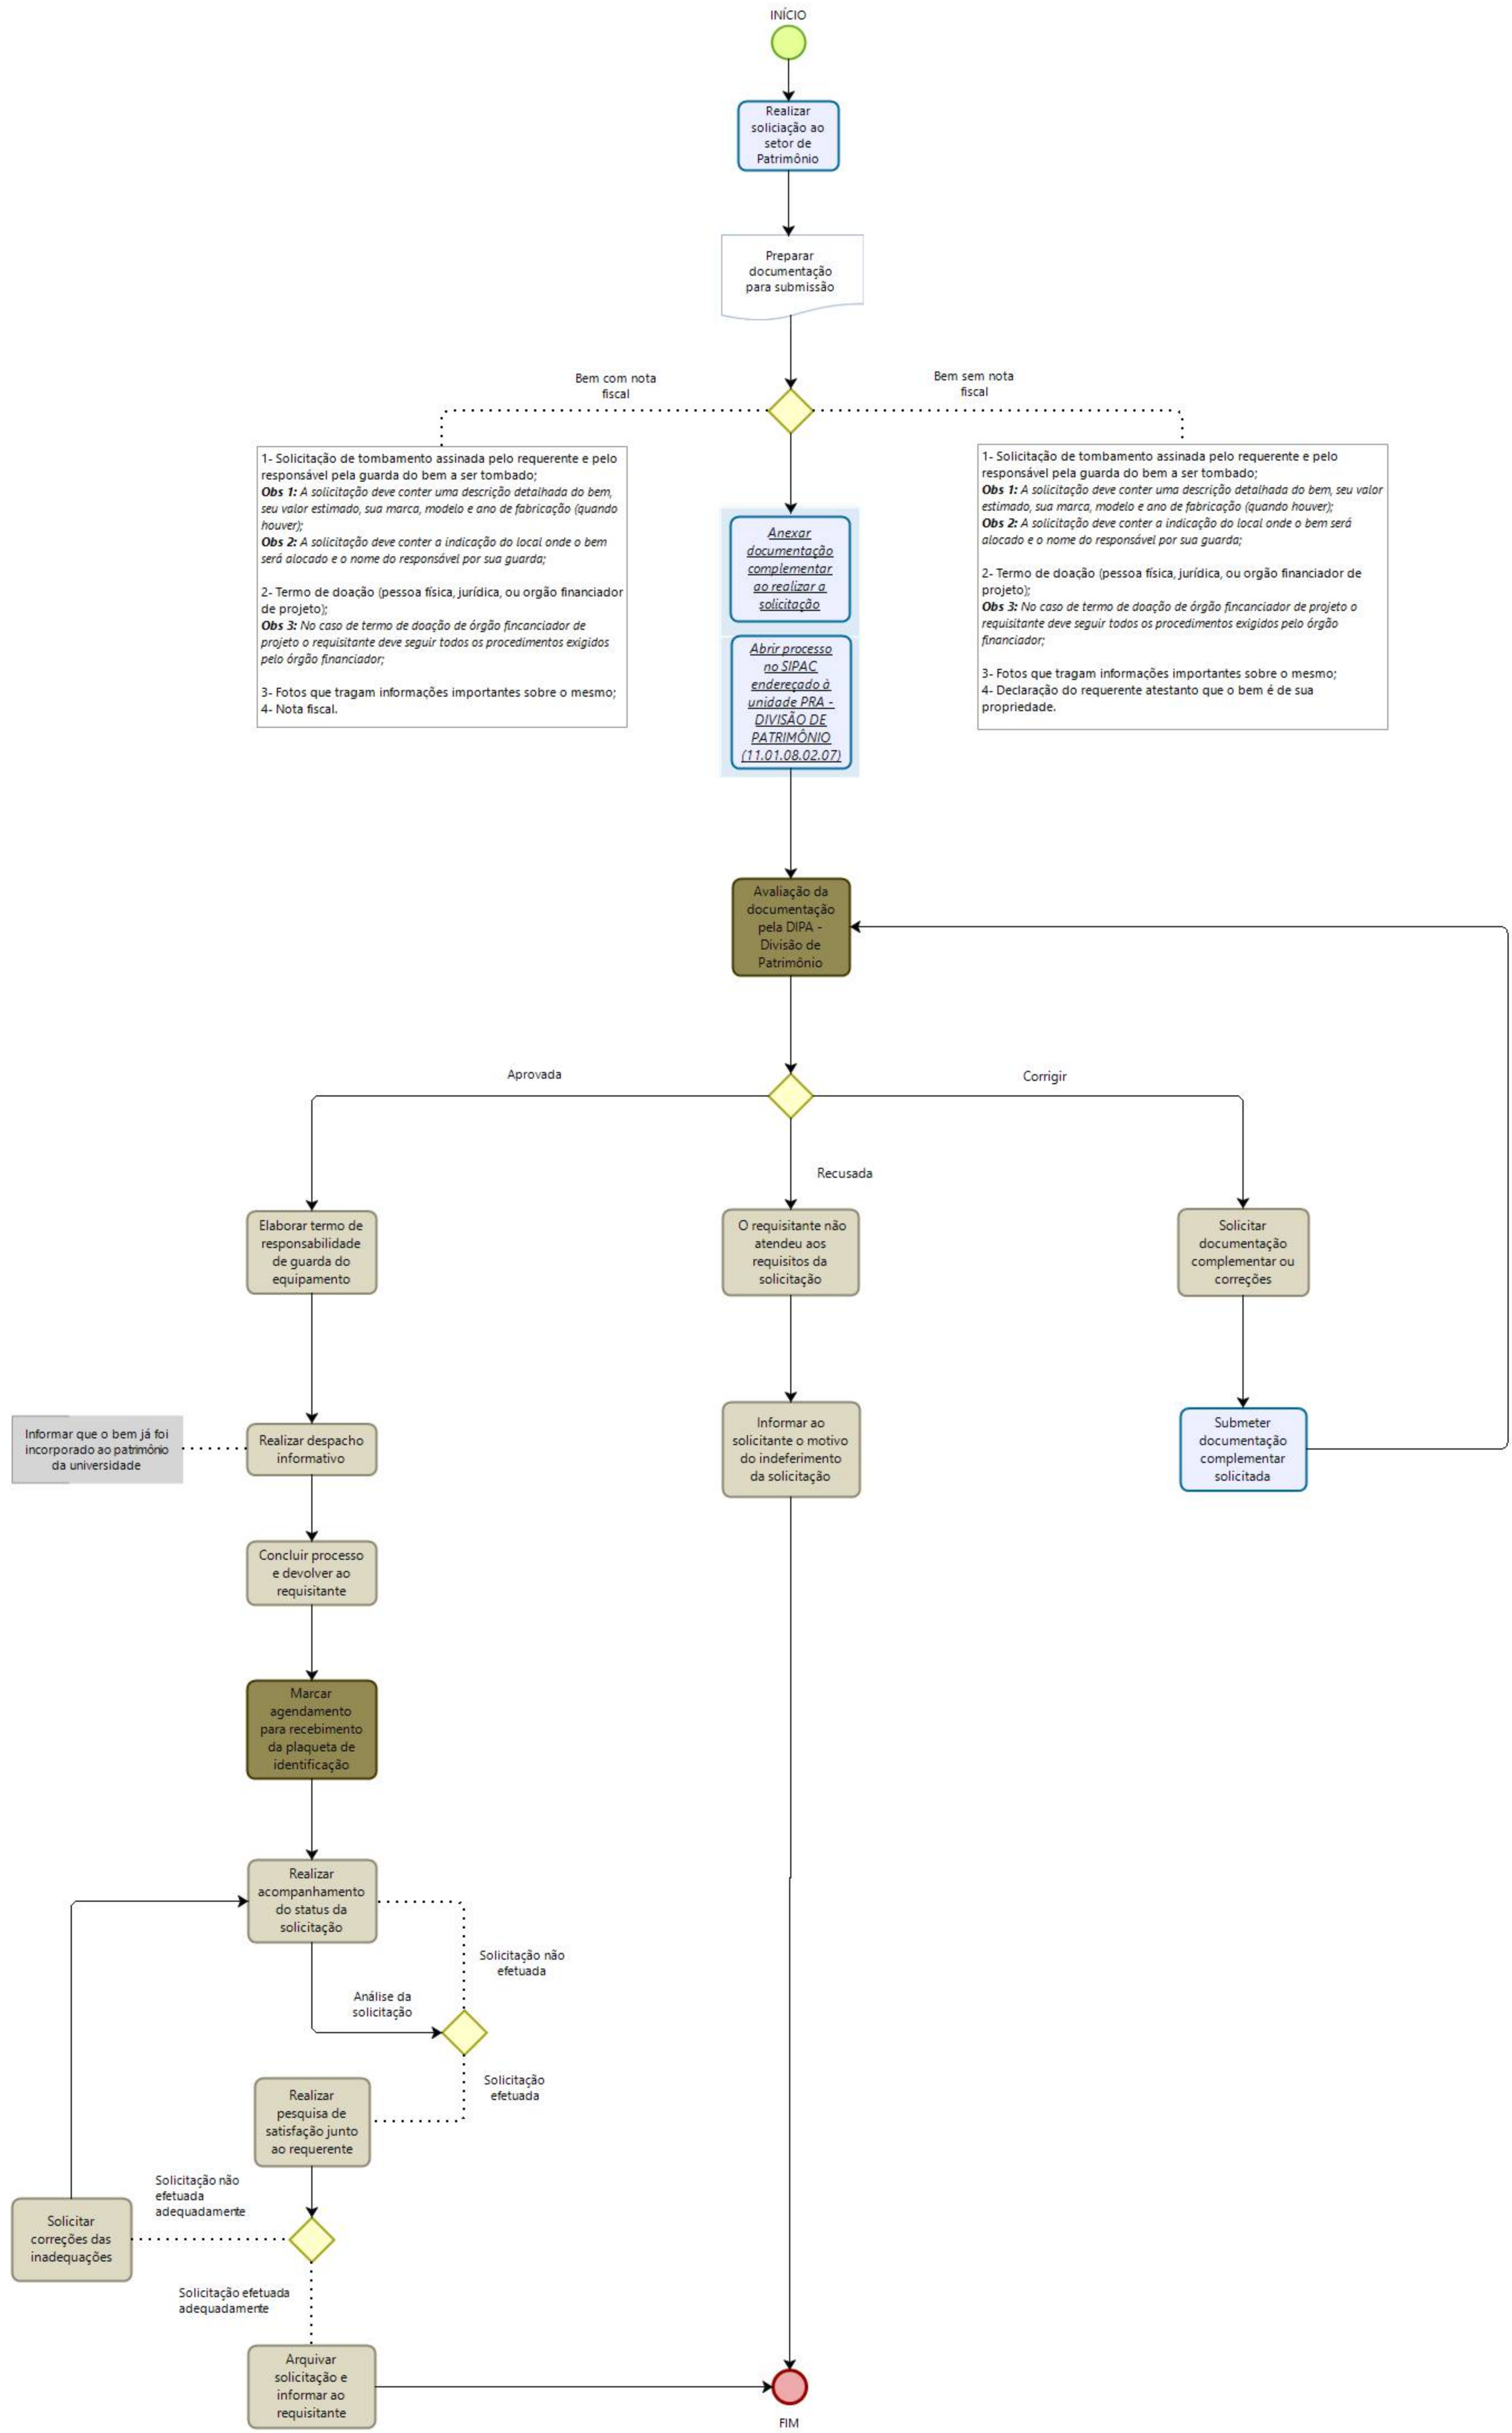 INÍCIO
Realizar
soliciação ao
setor de
Patrimônio
Preparar
documentação
para submissão
Bem com nota
fiscal
Bem sem nota
fiscal
1- Solicitação de tombamento assinada pelo requerente e pelo
responsável pela guarda do bem a ser tombado;
Obs 1: A solicitação deve conter uma descrição detalhada do bem,
seu valor estimado, sua marca, modelo e ano de fabricação (quando
houver);
Obs 2: A solicitação deve conter a indicação do local onde o bem
será alocado e o nome do responsável por sua guarda;
2- Termo de doação (pessoa física, jurídica, ou orgão financiador
de projeto);
Obs 3: No caso de termo de doação de órgão fincanciador de
projeto o requisitante deve seguir todos os procedimentos exigidos
pelo órgão financiador;
3- Fotos que tragam informações importantes sobre o mesmo;
4- Nota fiscal.
1- Solicitação de tombamento assinada pelo requerente e pelo
responsável pela guarda do bem a ser tombado;
Obs 1: A solicitação deve conter uma descrição detalhada do bem, seu valor
estimado, sua marca, modelo e ano de fabricação (quando houver);
Obs 2: A solicitação deve conter a indicação do local onde o bem será
alocado e o nome do responsável por sua guarda;
2- Termo de doação (pessoa física, jurídica, ou orgão financiador de
projeto);
Obs 3: No caso de termo de doação de órgão fincanciador de projeto o
requisitante deve seguir todos os procedimentos exigidos pelo órgão
financiador;
3- Fotos que tragam informações importantes sobre o mesmo;
4- Declaração do requerente atestanto que o bem é de sua
propriedade.
Anexar
documentação
complementar
ao realizar a
solicitação
Abrir processo
no SIPAC
endereçado à
unidade PRA -
DIVISÃO DE
PATRIMÔNIO
(11.01.08.02.07)
Avaliação da
documentação
pela DIPA -
Divisão de
Patrimônio
Aprovada
Corrigir
Recusada
Elaborar termo de
responsabilidade
de guarda do
equipamento
O requisitante não
atendeu aos
requisitos da
solicitação
Solicitar
documentação
complementar ou
correções
Informar que o bem já foi
incorporado ao patrimônio
da universidade
Realizar despacho
informativo
Informar ao
solicitante o motivo
do indeferimento
da solicitação
Submeter
documentação
complementar
solicitada
Concluir processo
e devolver ao
requisitante
Marcar
agendamento
para recebimento
da plaqueta de
identificação
Realizar
acompanhamento
do status da
solicitação
Solicitação não
efetuada
Análise da
solicitação
Solicitação
efetuada
Realizar
pesquisa de
satisfação junto
ao requerente
Solicitação não
efetuada
adequadamente
Solicitar
correções das
inadequações
Solicitação efetuada
adequadamente
Arquivar
solicitação e
informar ao
requisitante
FIM